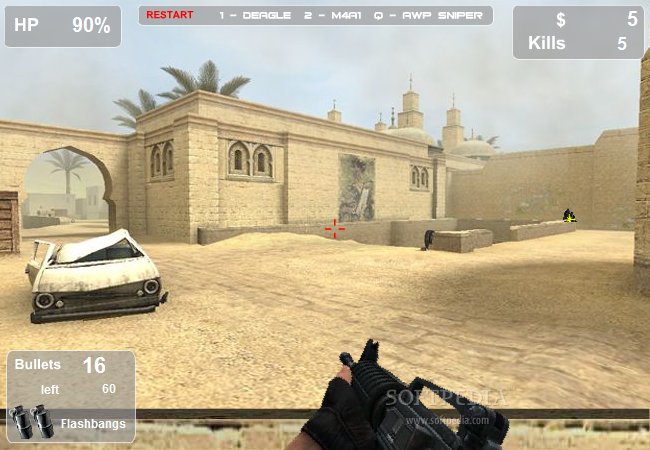 HP 90%
RESTART 1 - DEAGLE 2 - M4A1 Q - AWP SNIPER
$ 5
Kills 5
Bullets 16
left 60
Flashbangs
SOFTPEDIA
www.softpedia.com